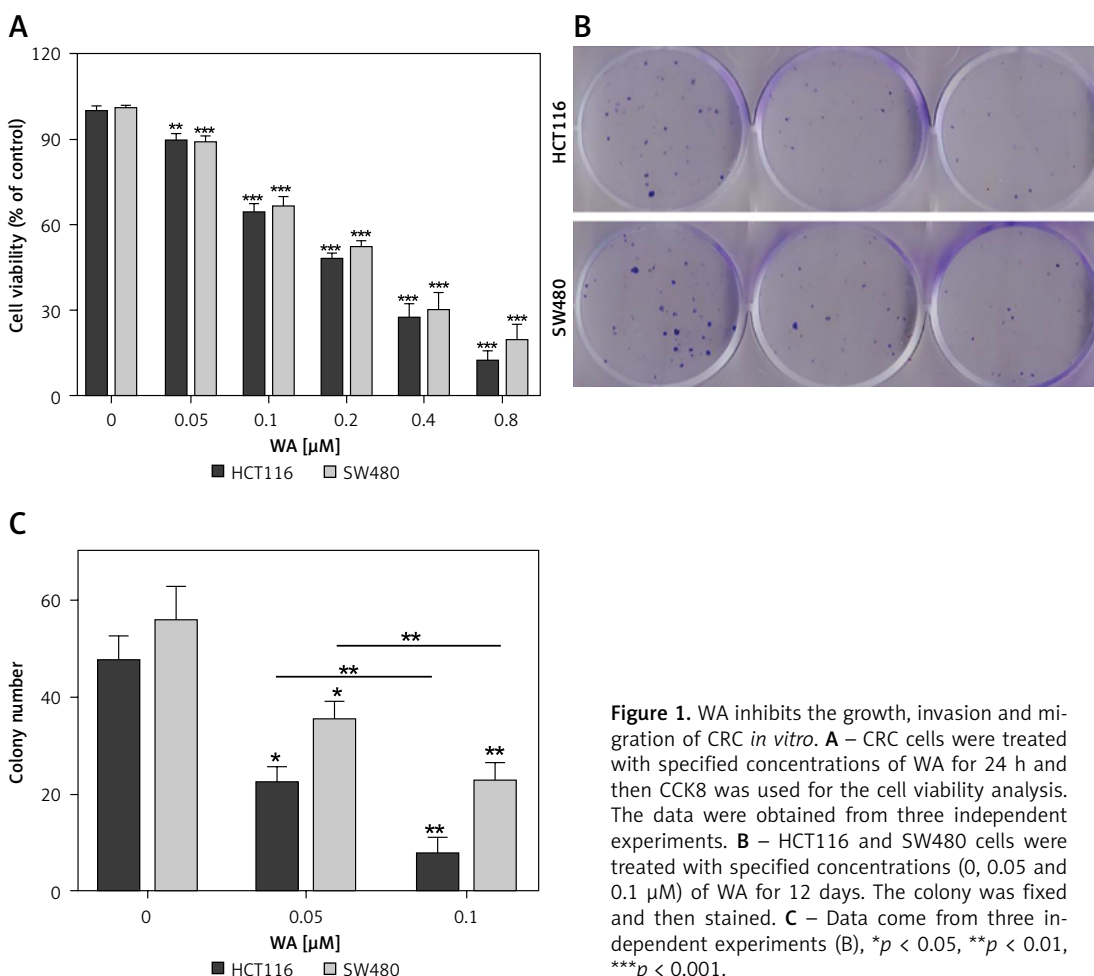 A
120
90
60
30
0
Cell viability (% of control)
** ***
*** ***
*** ***
*** ***
*** ***
0 0.05 0.1 0.2 0.4 0.8
WA [µM]
HCT116 SW480
B
HCT116
SW480
C
60
40
20
0
Colony number
**
**
* *
** **
0 0.05 0.1
WA [µM]
HCT116 SW480
Figure 1. WA inhibits the growth, invasion and mi-
gration of CRC in vitro. A – CRC cells were treated
with specified concentrations of WA for 24 h and
then CCK8 was used for the cell viability analysis.
The data were obtained from three independent
experiments. B – HCT116 and SW480 cells were
treated with specified concentrations (0, 0.05 and
0.1 µM) of WA for 12 days. The colony was fixed
and then stained. C – Data come from three in-
dependent experiments (B), *p < 0.05, **p < 0.01,
***p < 0.001.